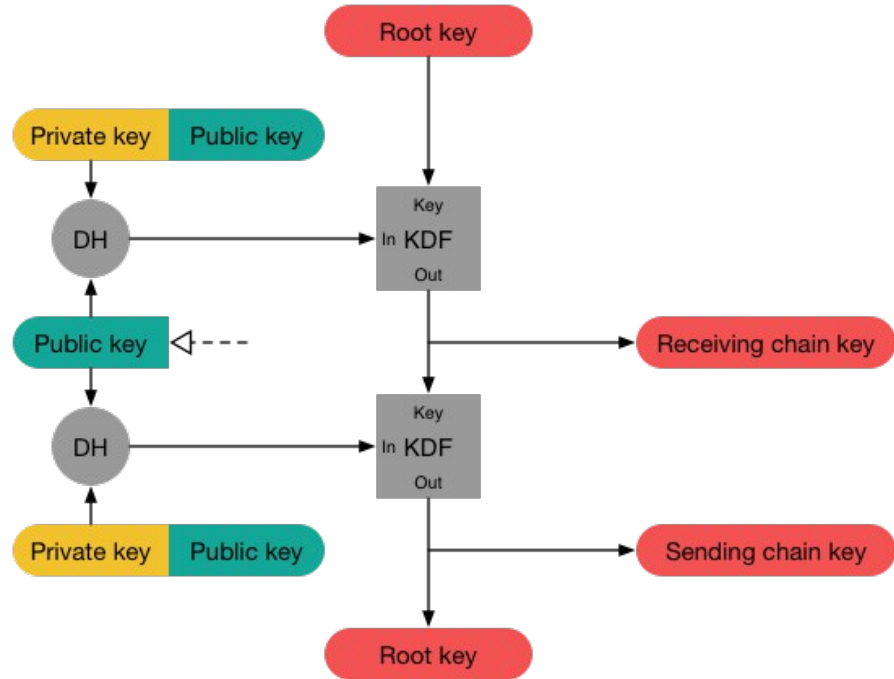 Root key
Private key Public key
Key
DH
In KDF
Out
Public key
Receiving chain key
Key
DH
In KDF
Out
Private key Public key
Sending chain key
Root key